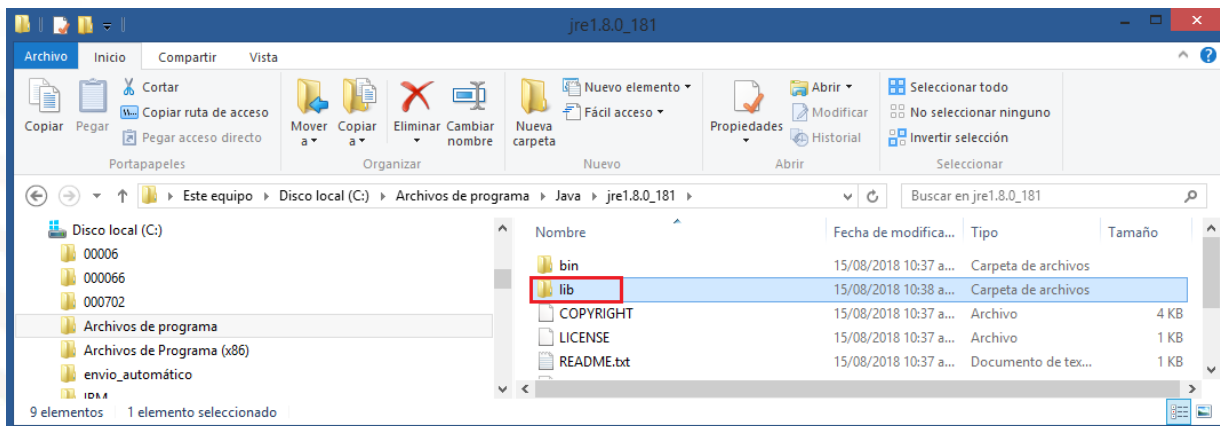 jre1.8.0_181
Archivo Inicio Compartir Vista
Copiar
Pegar
Cortar
Copiar ruta de acceso
Pegar acceso directo
Portapapeles
Mover a
Copiar a
Eliminar
Cambiar nombre
Organizar
Nueva carpeta
Nuevo elemento
Fácil acceso
Nuevo
Propiedades
Abrir
Modificar
Historial
Abrir
Seleccionar todo
No seleccionar ninguno
Invertir selección
Seleccionar
Este equipo Disco local (C:) Archivos de programa Java jre1.8.0_181
Buscar en jre1.8.0_181
Disco local (C:)
00006
000066
000702
Archivos de programa
Archivos de Programa (x86)
envio_automático
IBM
Nombre Fecha de modifica... Tipo Tamaño
bin 15/08/2018 10:37 a... Carpeta de archivos
lib 15/08/2018 10:38 a... Carpeta de archivos
COPYRIGHT 15/08/2018 10:37 a... Archivo 4 KB
LICENSE 15/08/2018 10:37 a... Archivo 1 KB
README.txt 15/08/2018 10:37 a... Documento de tex... 1 KB
9 elementos 1 elemento seleccionado